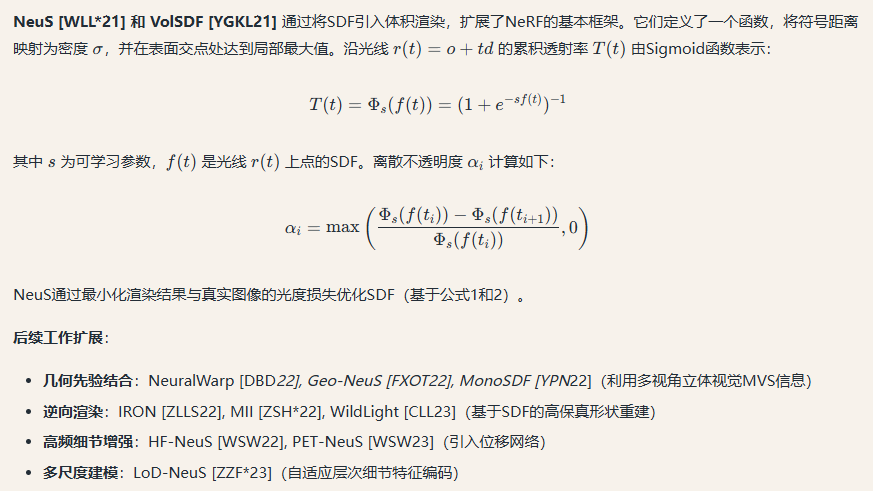 NeuS [WLL*21] 和 VolSDF [YGKL21] 通过将SDF引入体积渲染，扩展了NeRF的基本框架。它们定义了一个函数，将符号距离
映射为密度 σ，并在表面交点处达到局部最大值。沿光线 r(t) = o + td 的累积透射率 T(t) 由Sigmoid函数表示：
T(t) = Φ_s(f(t)) = (1 + e^{-sf(t)})^{-1}
其中 s 为可学习参数，f(t) 是光线 r(t) 上点的SDF。离散不透明度 α_i 计算如下：
α_i = max( (Φ_s(f(t_i)) − Φ_s(f(t_{i+1}))) / Φ_s(f(t_i)), 0 )
NeuS通过最小化渲染结果与真实图像的光度损失优化SDF（基于公式1和2）。
后续工作扩展：
• 几何先验结合：NeuralWarp [DBD22], Geo-NeuS [FXOT22], MonoSDF [YPN22]（利用多视角立体视觉MVS信息）
• 逆向渲染：IRON [ZLLS22], MII [ZSH*22], WildLight [CLL23]（基于SDF的高保真形状重建）
• 高频细节增强：HF-NeuS [WSW22], PET-NeuS [WSW23]（引入位移网络）
• 多尺度建模：LoD-NeuS [ZZF*23]（自适应层次细节特征编码）